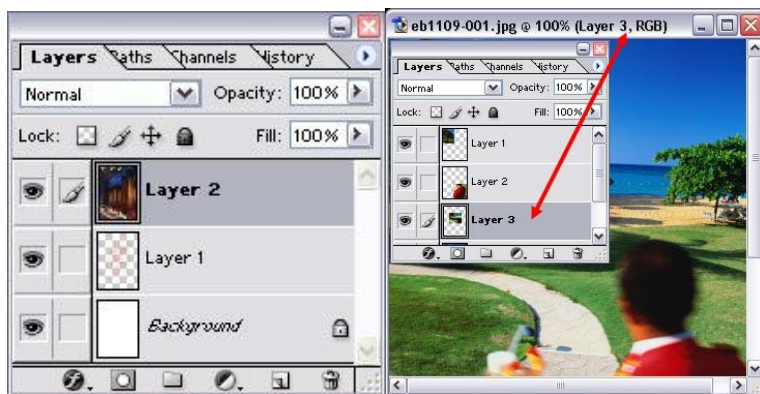 Layers Paths Channels History
Normal Opacity: 100%
Lock: Fill: 100%
Layer 2
Layer 1
Background
eb1109-001.jpg @ 100% (Layer 3, RGB)
Layers Paths Channels History
Normal Opacity: 100%
Lock: Fill: 100%
Layer 1
Layer 2
Layer 3